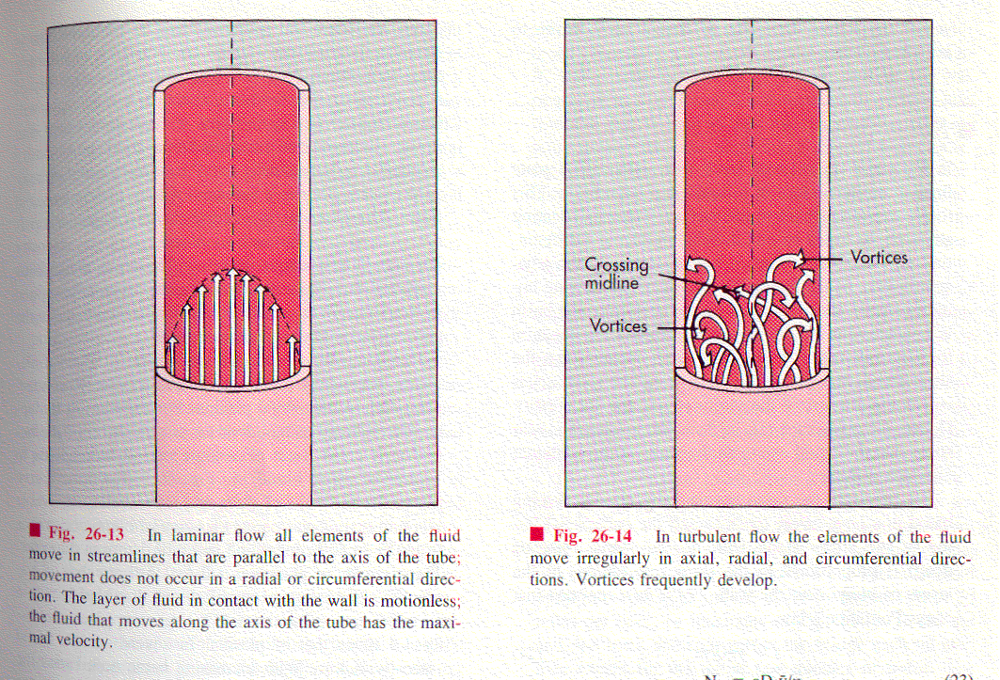 Crossing
midline
Vortices
Vortices
■ Fig. 26-13 In laminar flow all elements of the fluid
move in streamlines that are parallel to the axis of the tube;
movement does not occur in a radial or circumferential direc-
tion. The layer of fluid in contact with the wall is motionless;
the fluid that moves along the axis of the tube has the maxi-
mal velocity.
■ Fig. 26-14 In turbulent flow the elements of the fluid
move irregularly in axial, radial, and circumferential direc-
tions. Vortices frequently develop.